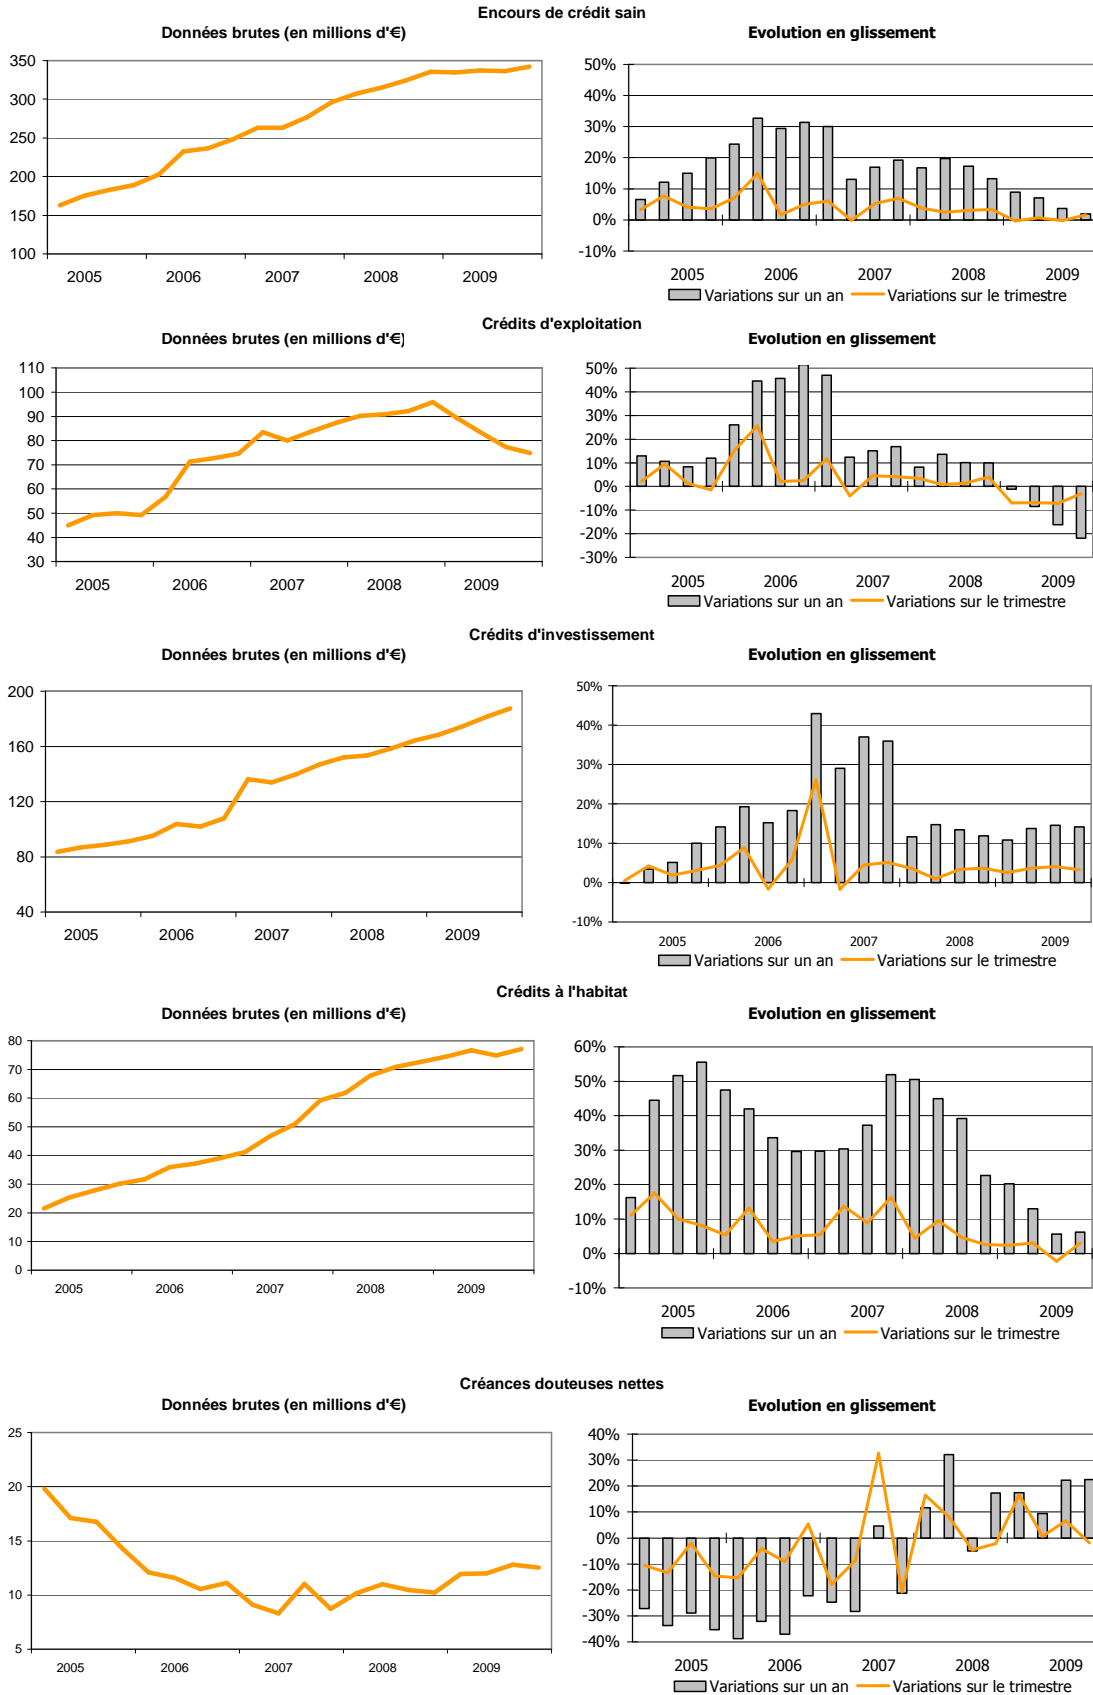 Encours de crédit sain
Données brutes (en millions d'€)
Evolution en glissement
350
300
250
200
150
100
2005 2006 2007 2008 2009
50%
40%
30%
20%
10%
0%
-10%
2005 2006 2007 2008 2009
Variations sur un an Variations sur le trimestre
Crédits d'exploitation
Données brutes (en millions d'€)
Evolution en glissement
110
100
90
80
70
60
50
40
30
2005 2006 2007 2008 2009
50%
40%
30%
20%
10%
0%
-10%
-20%
-30%
2005 2006 2007 2008 2009
Variations sur un an Variations sur le trimestre
Crédits d'investissement
Données brutes (en millions d'€)
Evolution en glissement
200
160
120
80
40
2005 2006 2007 2008 2009
50%
40%
30%
20%
10%
0%
-10%
2005 2006 2007 2008 2009
Variations sur un an Variations sur le trimestre
Crédits à l'habitat
Données brutes (en millions d'€)
Evolution en glissement
80
70
60
50
40
30
20
10
0
2005 2006 2007 2008 2009
60%
50%
40%
30%
20%
10%
0%
-10%
2005 2006 2007 2008 2009
Variations sur un an Variations sur le trimestre
Créances douteuses nettes
Données brutes (en millions d'€)
Evolution en glissement
25
20
15
10
5
2005 2006 2007 2008 2009
40%
30%
20%
10%
0%
-10%
-20%
-30%
-40%
2005 2006 2007 2008 2009
Variations sur un an Variations sur le trimestre